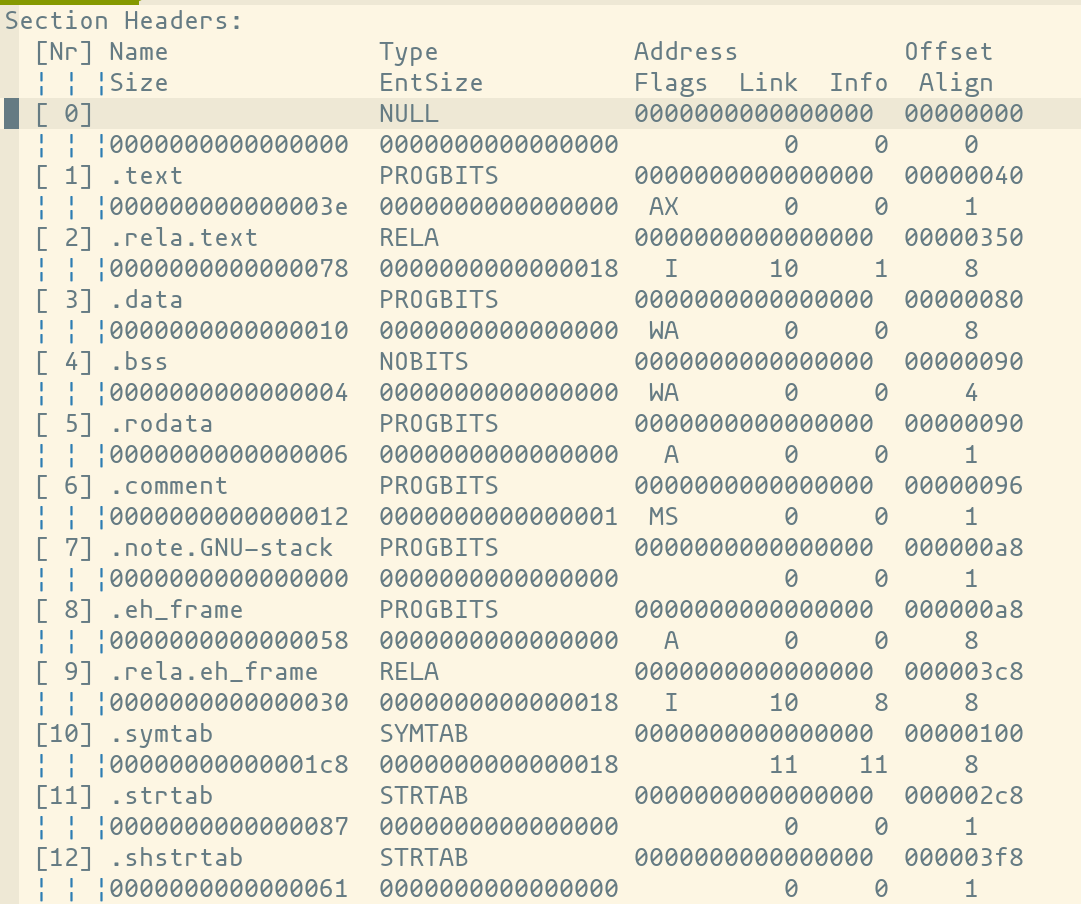 Section Headers:
[Nr] Name Type Address Offset
Size EntSize Flags Link Info Align
[ 0] NULL 0000000000000000 00000000
0000000000000000 0000000000000000 0 0 0
[ 1] .text PROGBITS 0000000000000000 00000040
000000000000003e 0000000000000000 AX 0 0 1
[ 2] .rela.text RELA 0000000000000000 00000350
0000000000000078 0000000000000018 I 10 1 8
[ 3] .data PROGBITS 0000000000000000 00000080
0000000000000010 0000000000000000 WA 0 0 8
[ 4] .bss NOBITS 0000000000000000 00000090
0000000000000004 0000000000000000 WA 0 0 4
[ 5] .rodata PROGBITS 0000000000000000 00000090
0000000000000006 0000000000000000 A 0 0 1
[ 6] .comment PROGBITS 0000000000000000 00000096
0000000000000012 0000000000000001 MS 0 0 1
[ 7] .note.GNU-stack PROGBITS 0000000000000000 000000a8
0000000000000000 0000000000000000 0 0 1
[ 8] .eh_frame PROGBITS 0000000000000000 000000a8
0000000000000058 0000000000000000 A 0 0 8
[ 9] .rela.eh_frame RELA 0000000000000000 000003c8
0000000000000030 0000000000000018 I 10 8 8
[10] .symtab SYMTAB 0000000000000000 00000100
00000000000001c8 0000000000000018 11 11 8
[11] .strtab STRTAB 0000000000000000 000002c8
0000000000000087 0000000000000000 0 0 1
[12] .shstrtab STRTAB 0000000000000000 000003f8
0000000000000061 0000000000000000 0 0 1